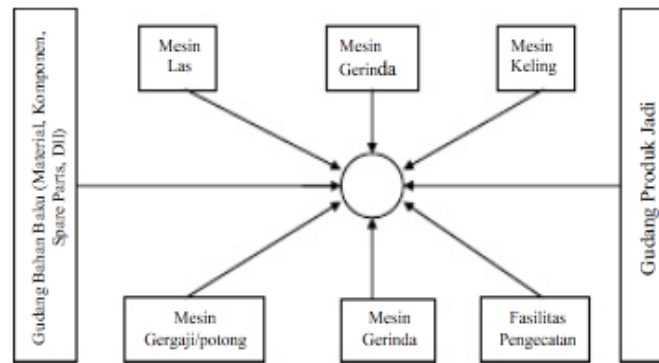 Gudang Bahan Baku (Material, Komponen,
Spare Parts, Dll)
Mesin
Las
Mesin
Gerinda
Mesin
Keling
Gudang Produk Jadi
Mesin
Gergaji/potong
Mesin
Gerinda
Fasilitas
Pengecatan